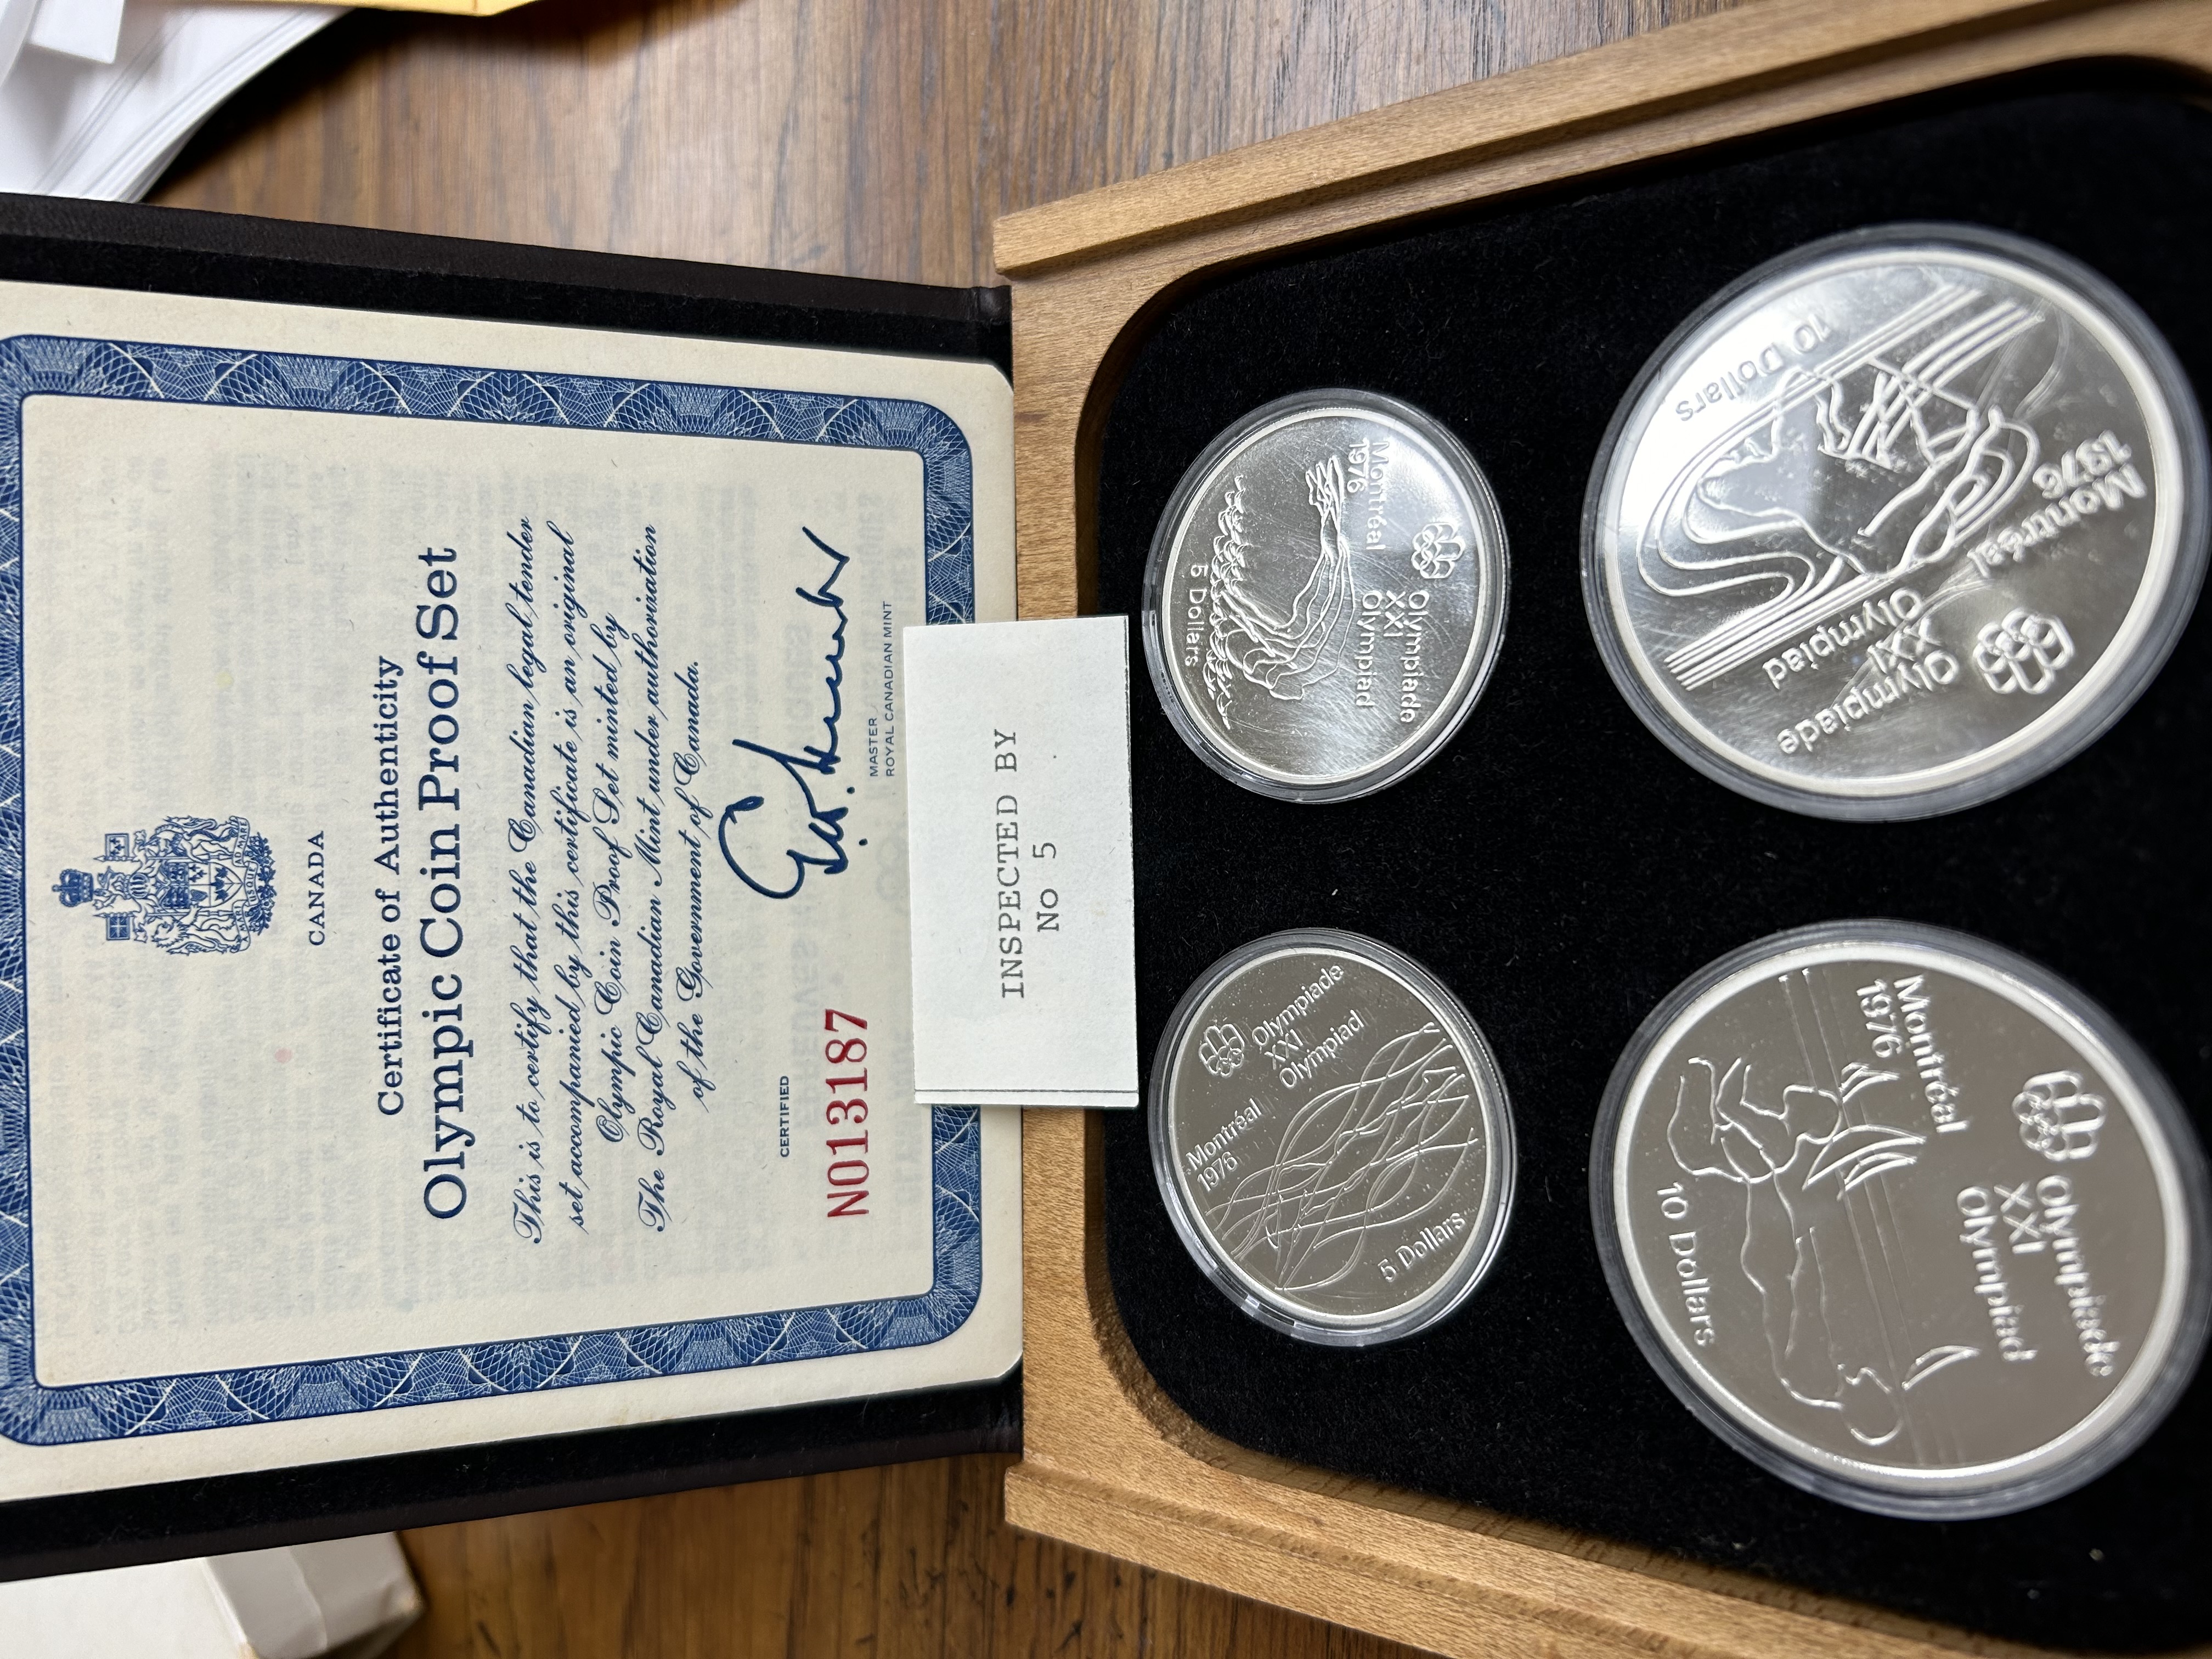 CANADA
Certificate of Authenticity
Olympic Coin Proof Set
This is to certify that the Canadian legal tender
set accompanied by this certificate is an original
Olympic Coin Proof Set minted by
The Royal Canadian Mint under authorization
of the Government of Canada.
CERTIFIED
N013187
MASTER
ROYAL CANADIAN MINT
INSPECTED BY
No 5
Montréal
1976
Olympiade
XXI
Olympiad
5 Dollars
Montréal
1976
Olympiade
XXI
Olympiad
5 Dollars
Montréal
1976
Olympiade
XXI
Olympiad
10 Dollars
Montréal
1976
Olympiade
XXI
Olympiad
10 Dollars